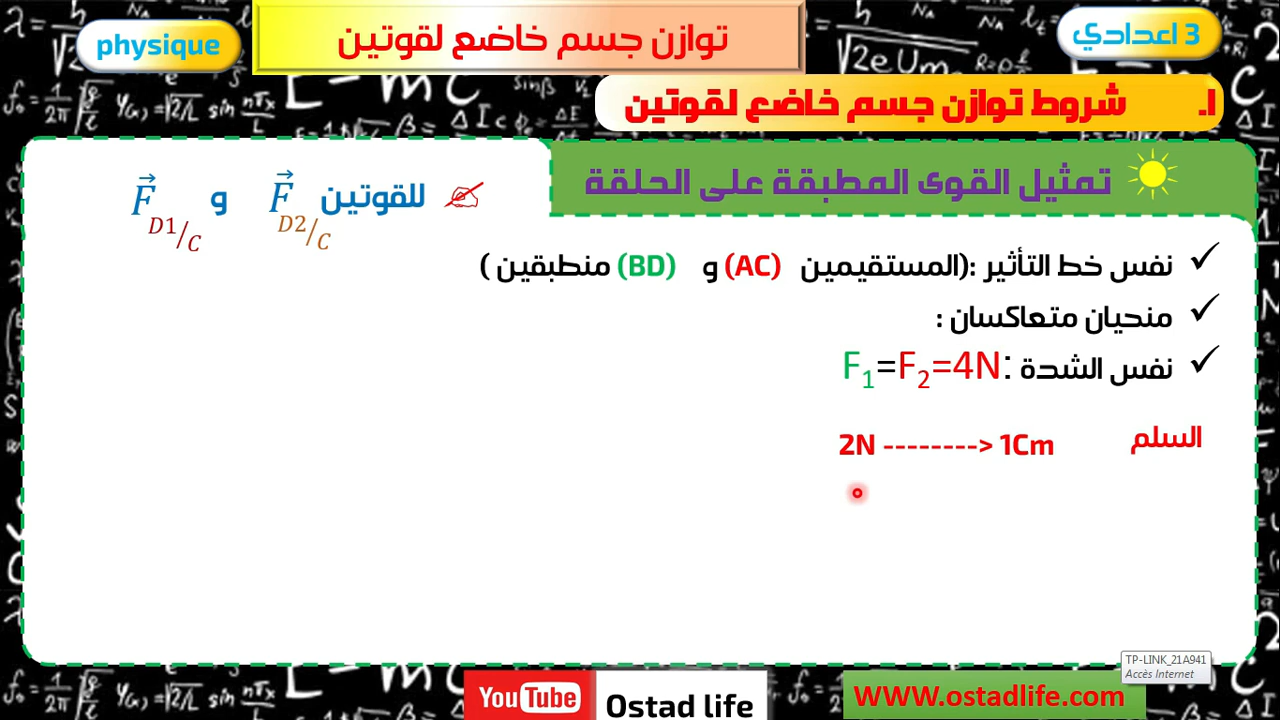 physique
توازن جسم خاضع لقوتين
3 اعدادي
I. شروط توازن جسم خاضع لقوتين
تمثيل القوى المطبقة على الحلقة
للقوتين F D2/C و F D1/C
نفس خط التأثير :(المستقيمين (AC) و (BD) منطبقين )
منحيان متعاكسان :
نفس الشدة : F1=F2=4N
السلم 2N --------> 1Cm
TP-LINK_21A941
Accès Internet
YouTube Ostad life
WWW.ostadlife.com